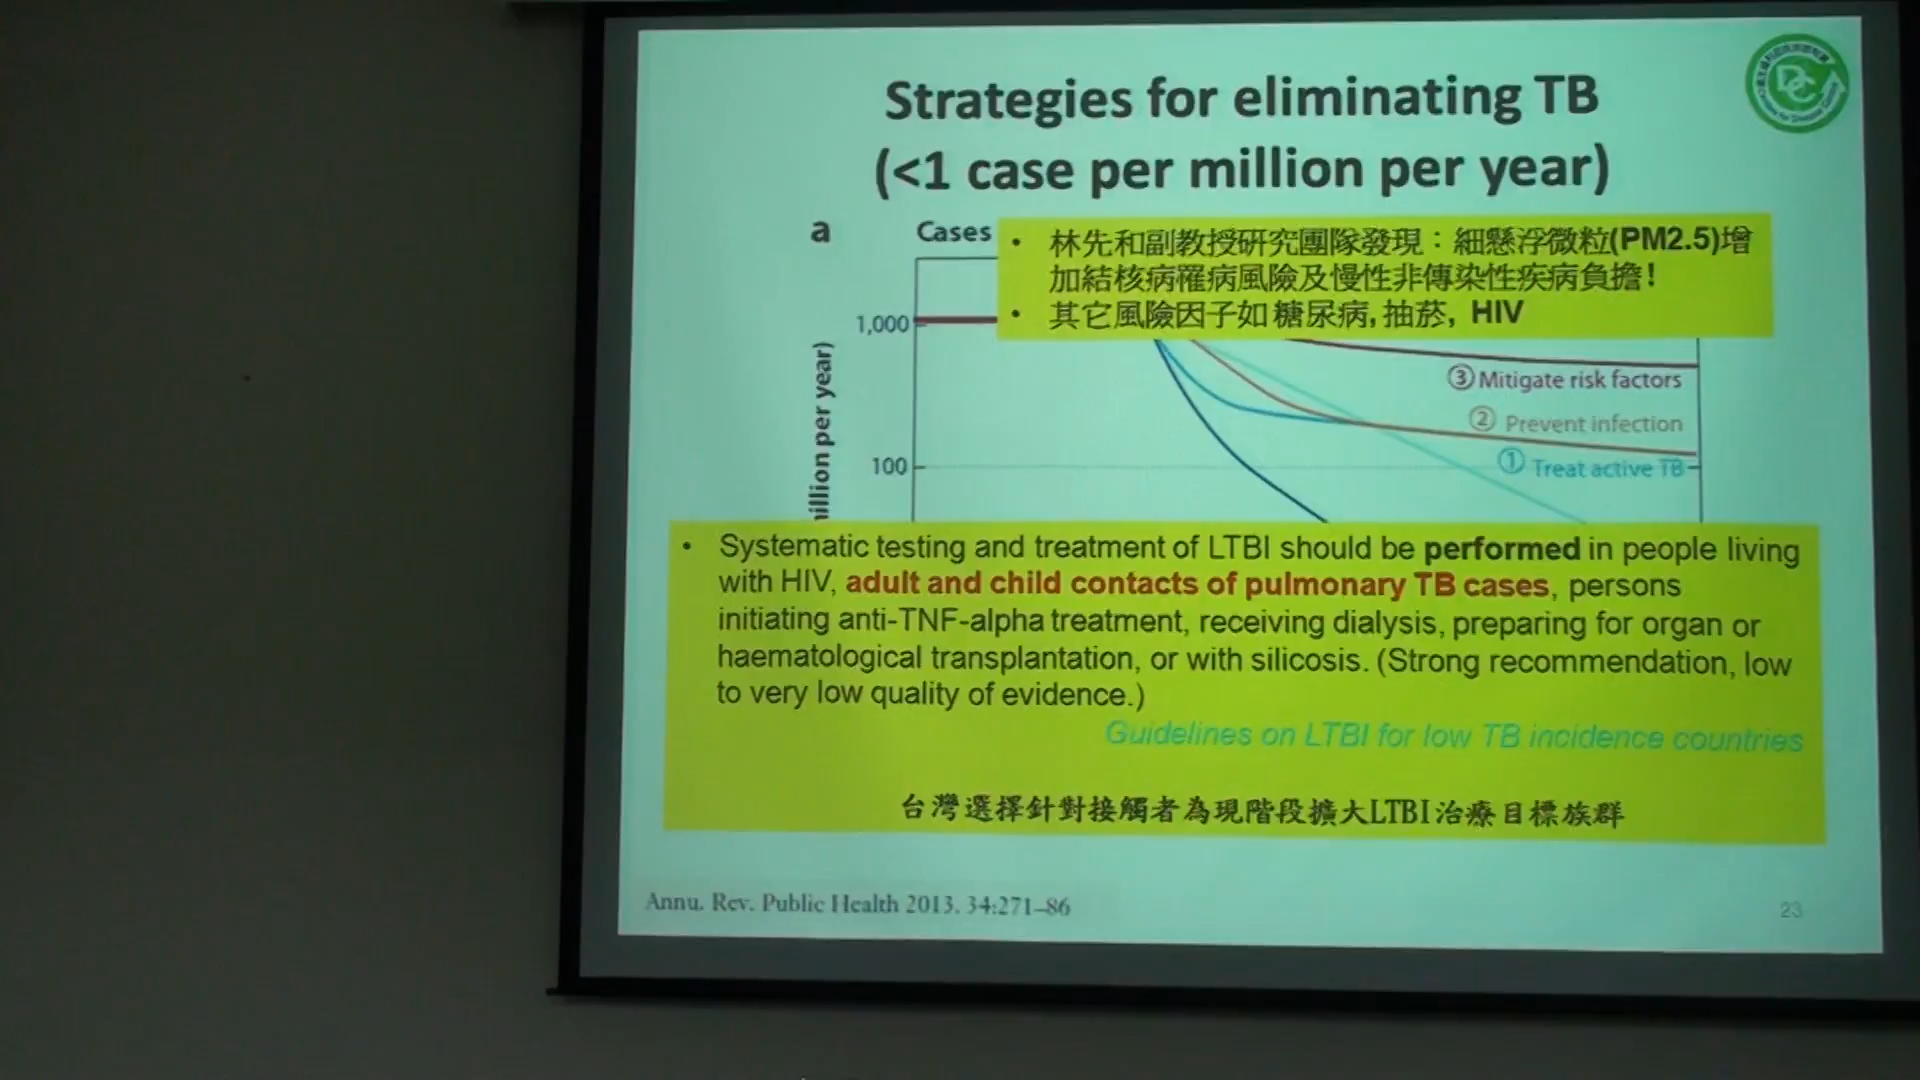 Strategies for eliminating TB
(<1 case per million per year)
a
Cases
• 林先和副教授研究團隊發現：細懸浮微粒(PM2.5)增
加結核病罹病風險及慢性非傳染性疾病負擔!
• 其它風險因子如 糖尿病, 抽菸, HIV
1,000
100
million per year)
③ Mitigate risk factors
② Prevent infection
① Treat active TB
• Systematic testing and treatment of LTBI should be performed in people living
with HIV, adult and child contacts of pulmonary TB cases, persons
initiating anti-TNF-alpha treatment, receiving dialysis, preparing for organ or
haematological transplantation, or with silicosis. (Strong recommendation, low
to very low quality of evidence.)
Guidelines on LTBI for low TB incidence countries
台灣選擇針對接觸者為現階段擴大LTBI治療目標族群
Annu. Rev. Public Health 2013. 34:271–86
23